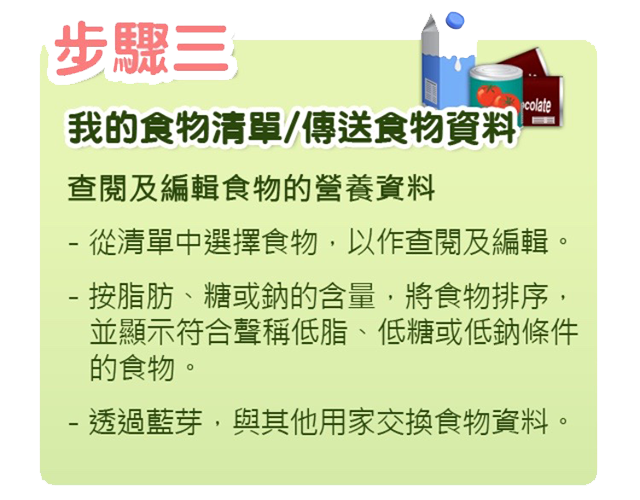 步驟三
colate
我的食物清單/傳送食物資料
查閱及編輯食物的營養資料
- 從清單中選擇食物，以作查閱及編輯。
- 按脂肪、糖或鈉的含量，將食物排序，
並顯示符合聲稱低脂、低糖或低鈉條件
的食物。
- 透過藍芽，與其他用家交換食物資料。